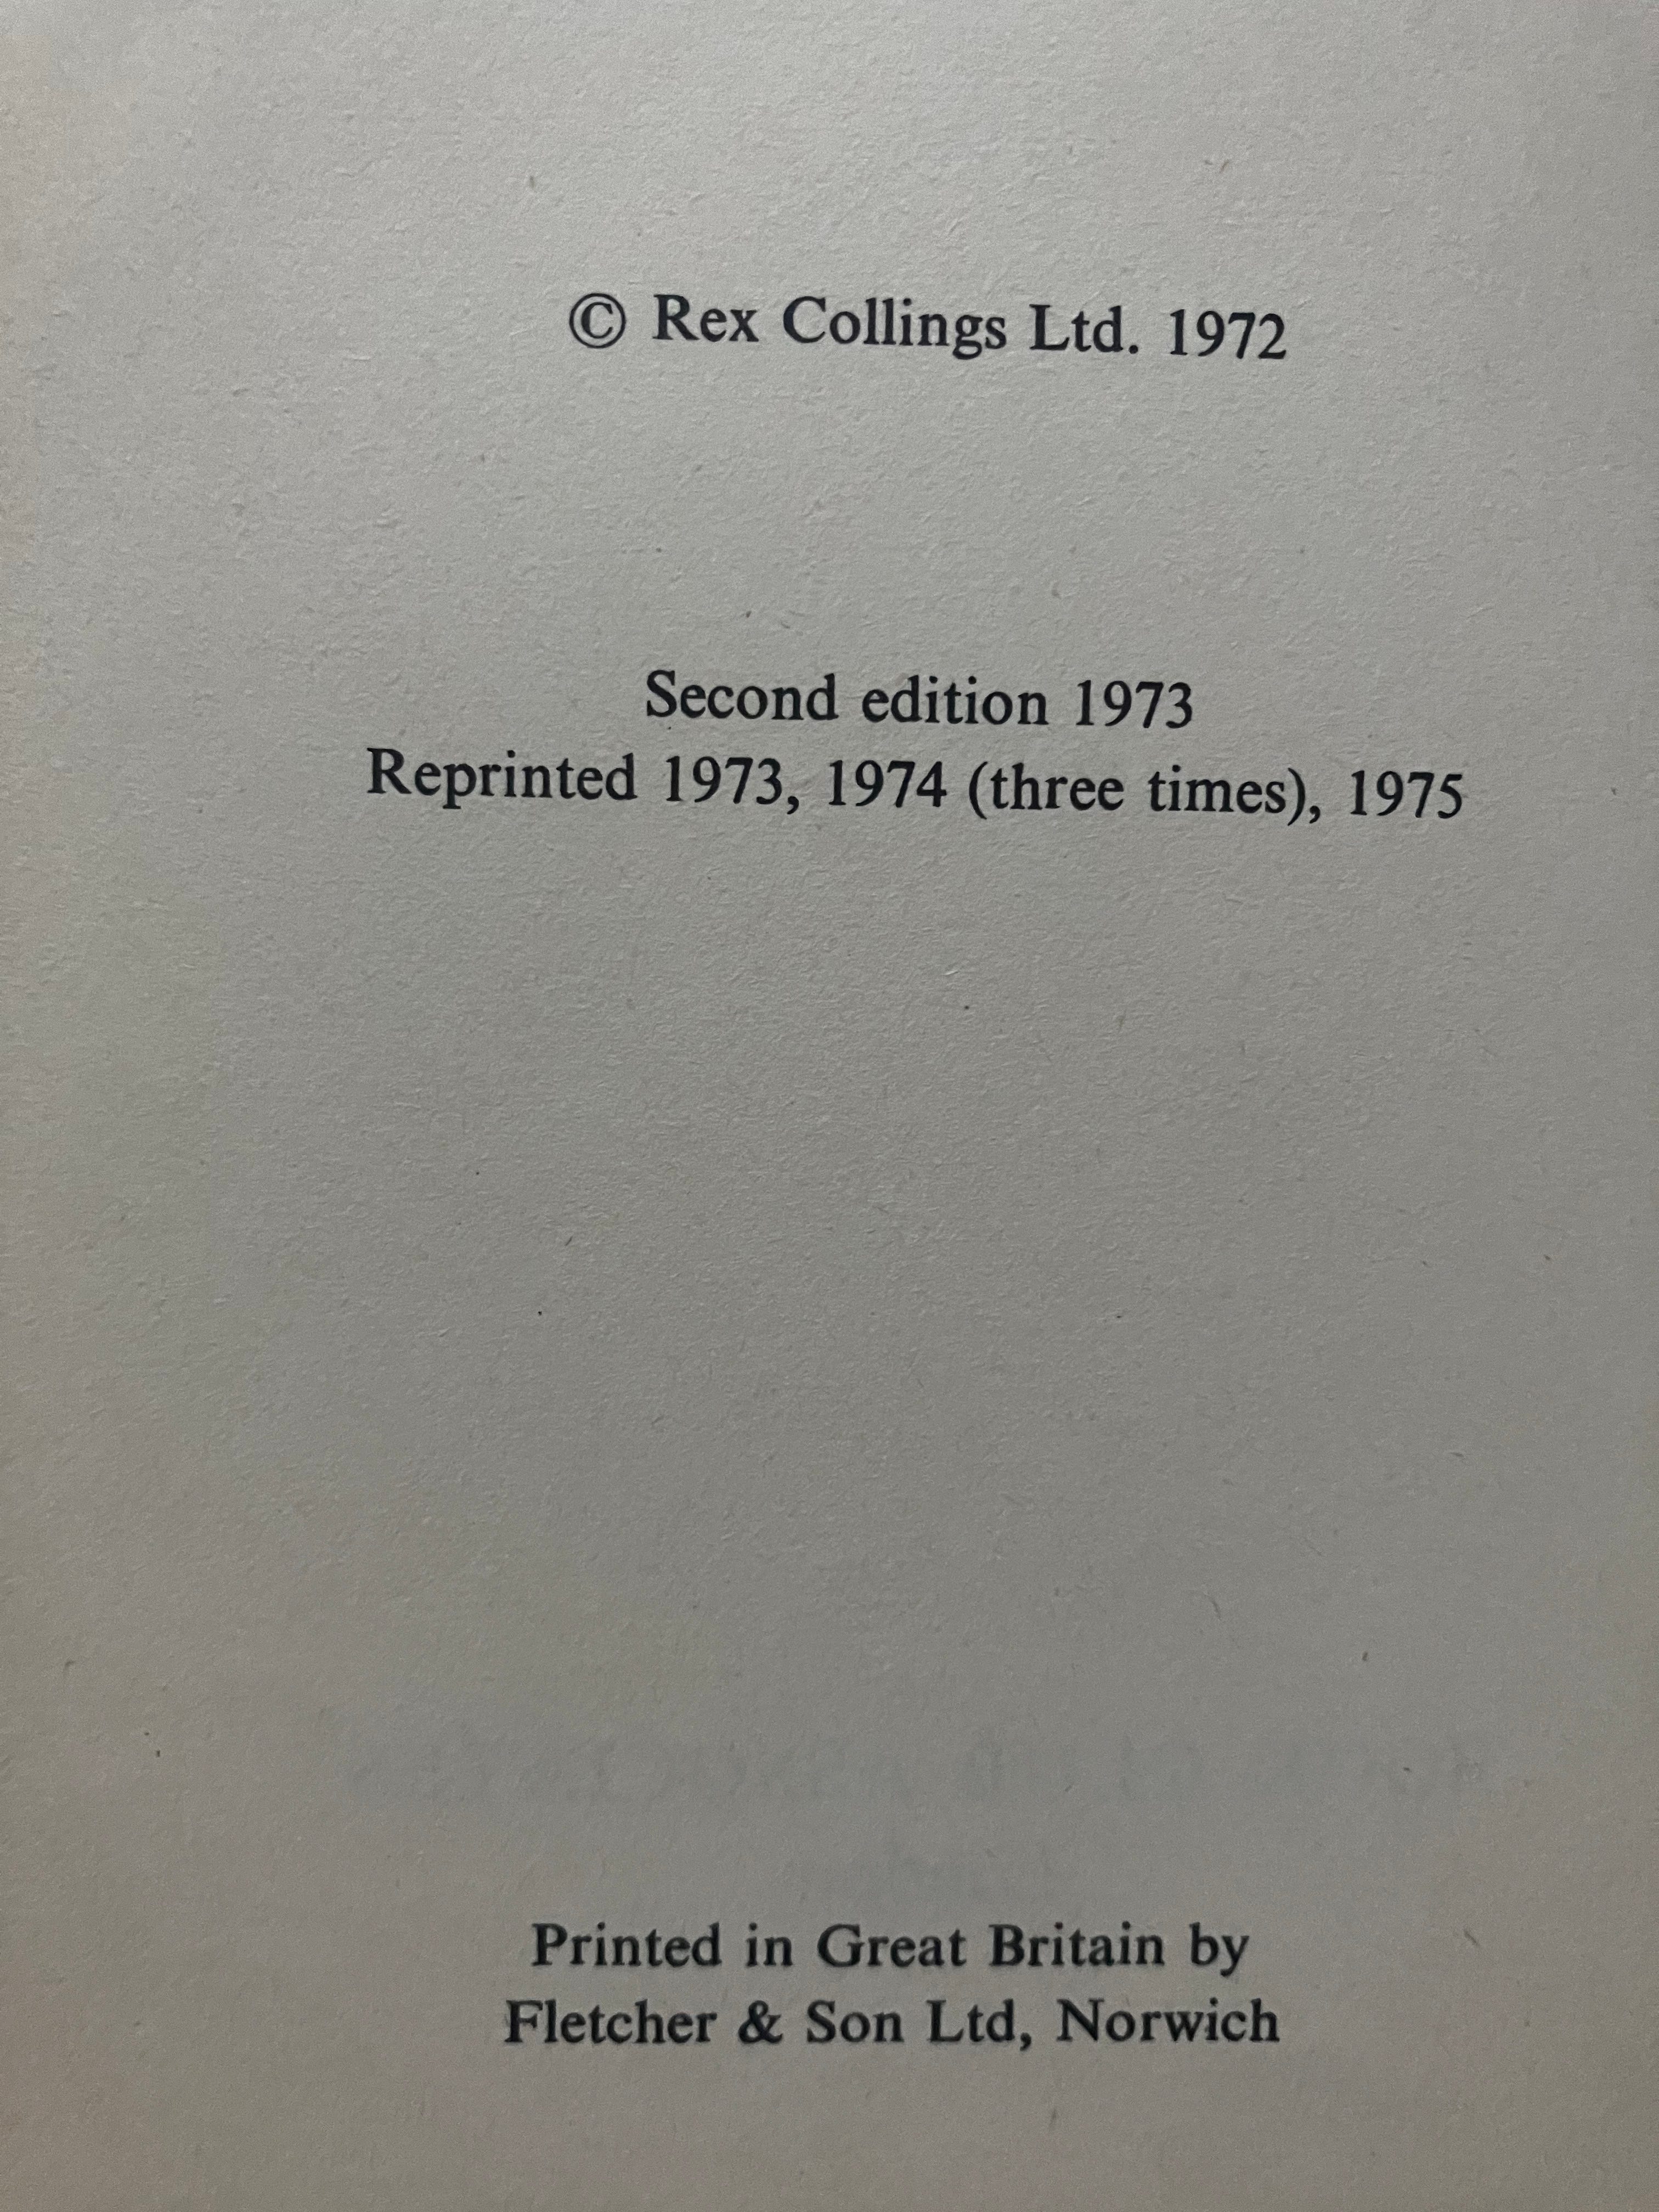 © Rex Collings Ltd. 1972
Second edition 1973
Reprinted 1973, 1974 (three times), 1975
Printed in Great Britain by
Fletcher & Son Ltd, Norwich